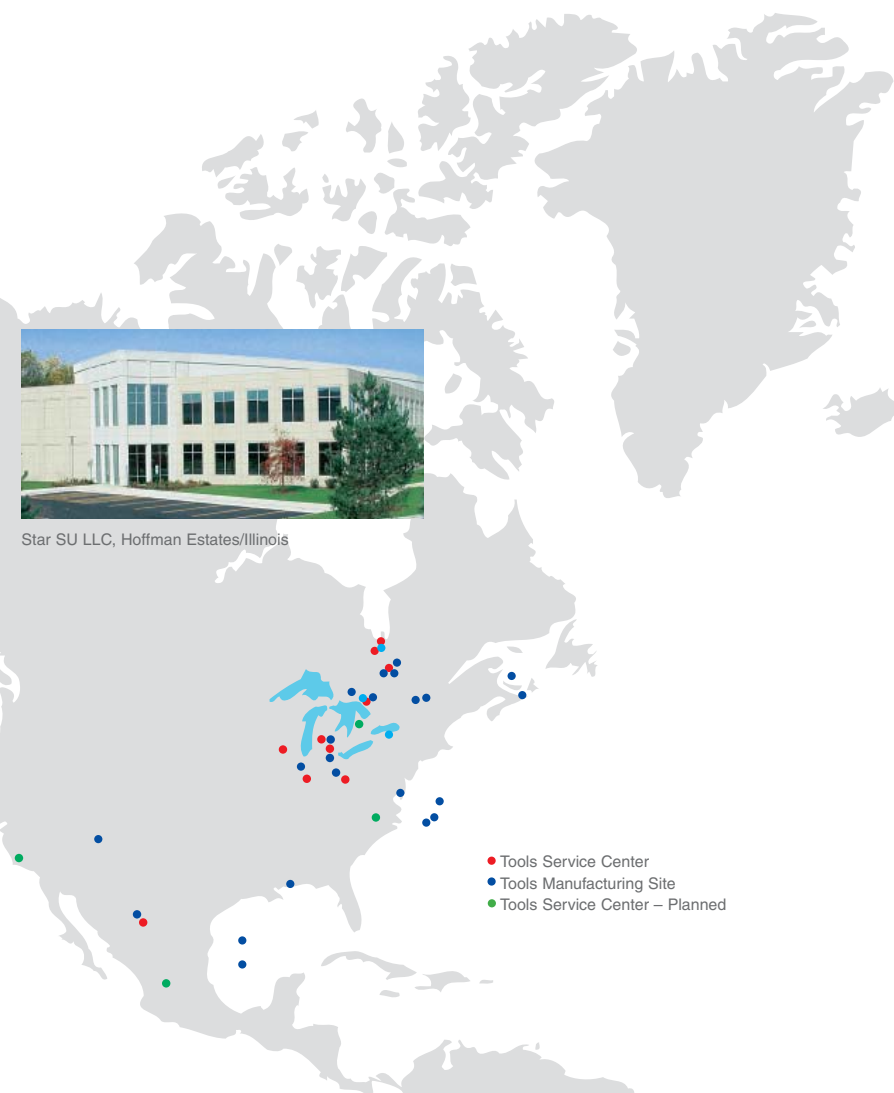 Star SU LLC, Hoffman Estates/Illinois
Tools Service Center
Tools Manufacturing Site
Tools Service Center – Planned